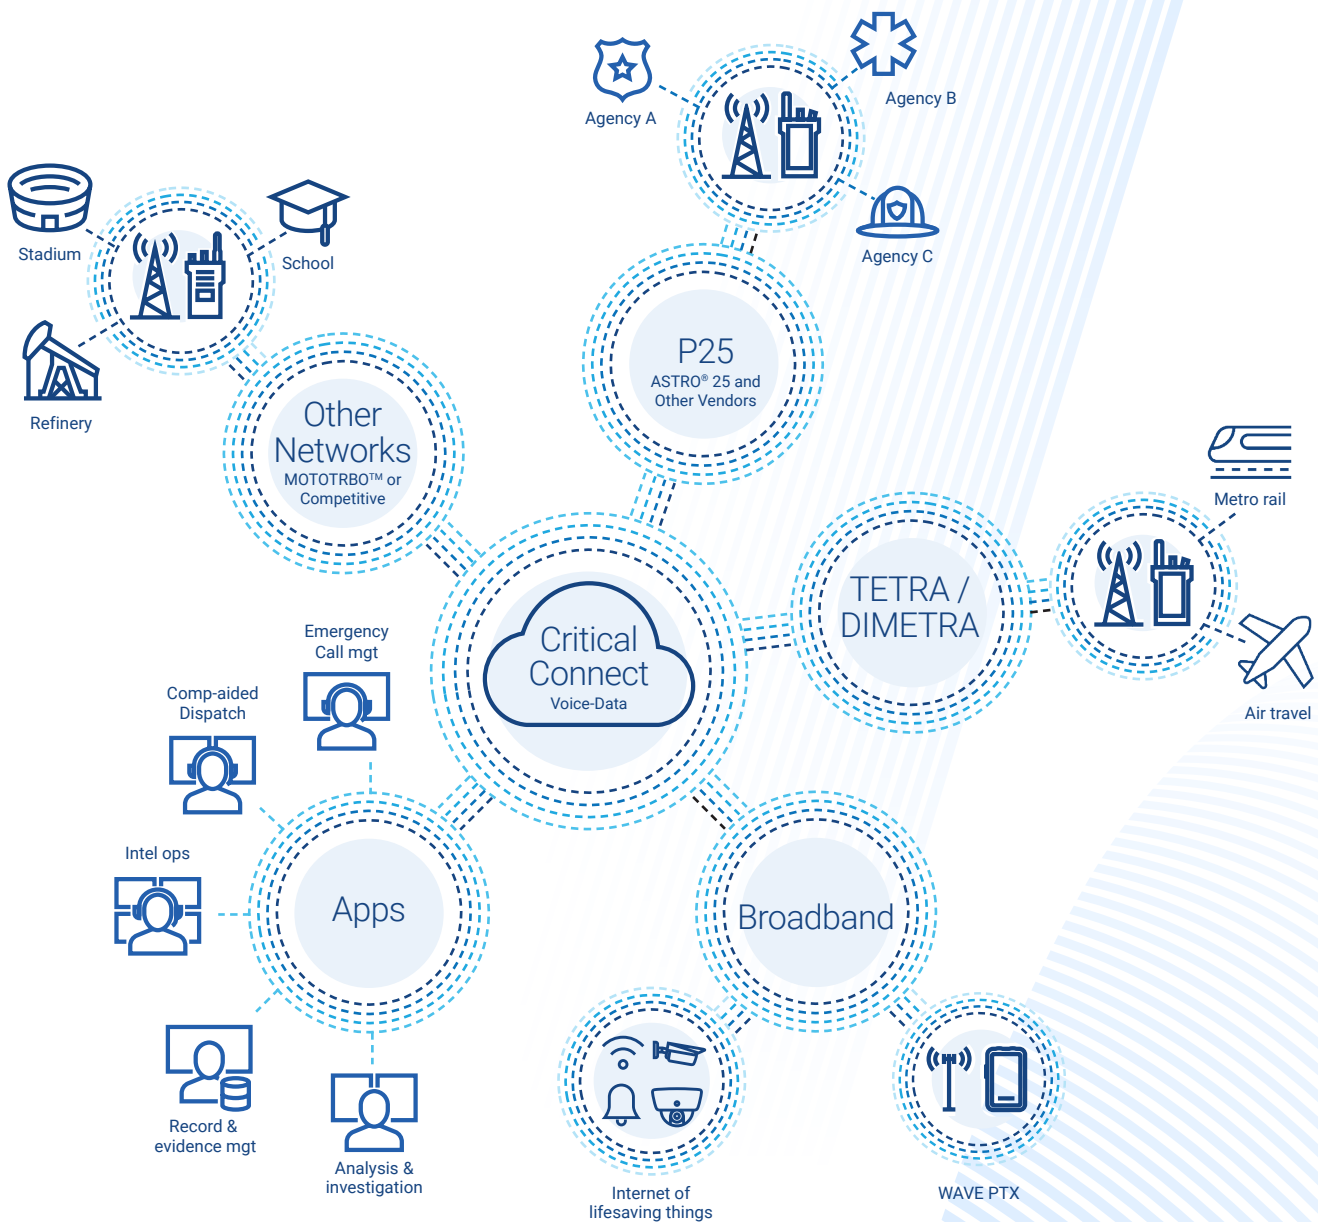 Agency A
Agency B
Agency C
Stadium
School
Refinery
P25
ASTRO® 25 and
Other Vendors
Other
Networks
MOTOTRBO™ or
Competitive
Metro rail
TETRA /
DIMETRA
Air travel
Critical
Connect
Voice-Data
Emergency
Call mgt
Comp-aided
Dispatch
Intel ops
Apps
Broadband
Record &
evidence mgt
Analysis &
investigation
Internet of
lifesaving things
WAVE PTX